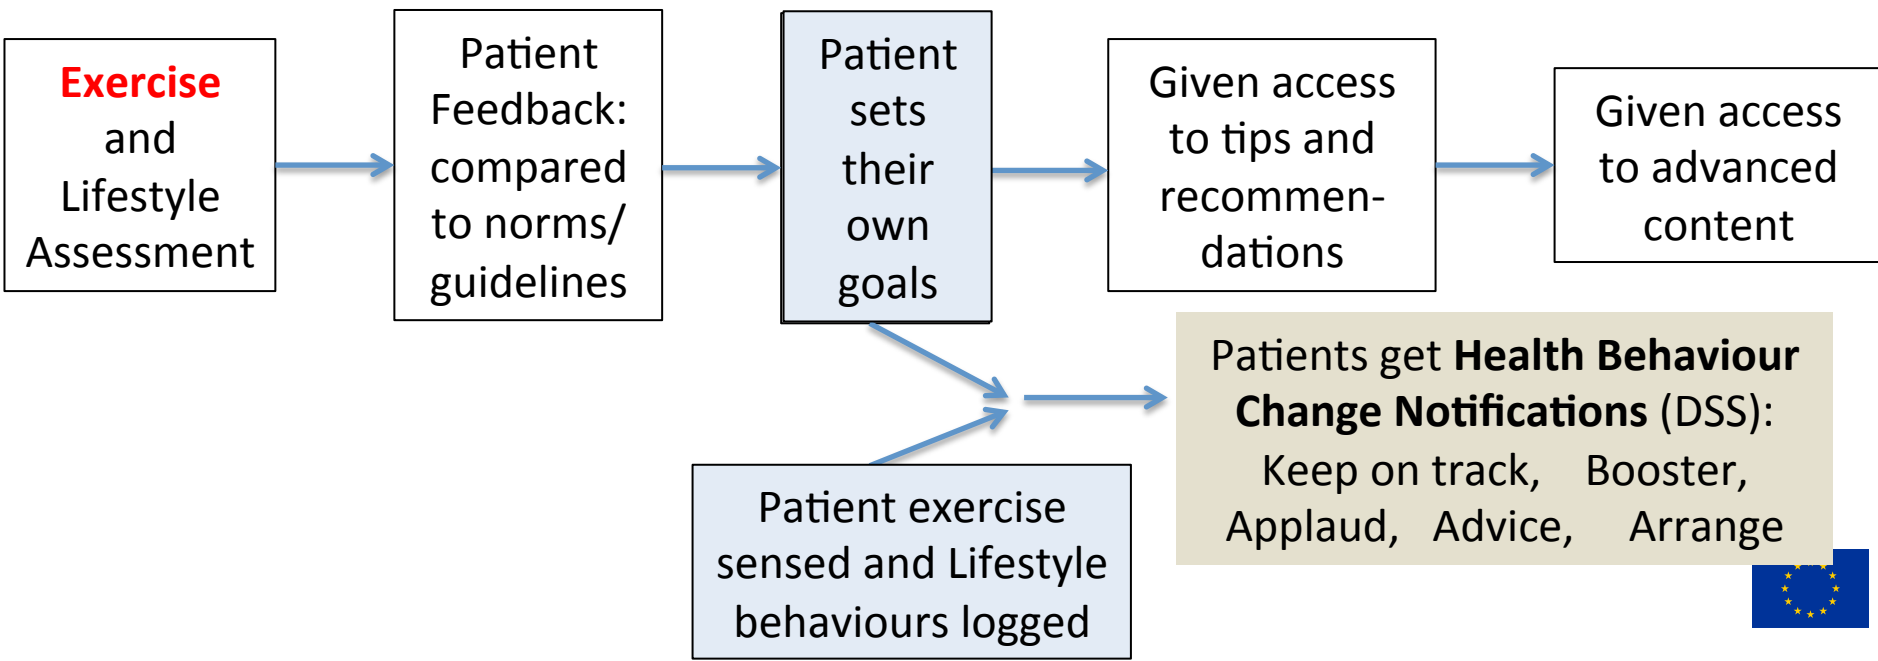 Exercise
and
Lifestyle
Assessment
Patient
Feedback:
compared
to norms/
guidelines
Patient
sets
their
own
goals
Given access
to tips and
recommen-
dations
Given access
to advanced
content
Patients get Health Behaviour
Change Notifications (DSS):
Keep on track, Booster,
Applaud, Advice, Arrange
Patient exercise
sensed and Lifestyle
behaviours logged